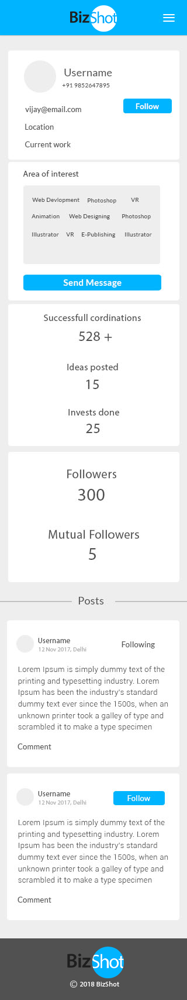 BizShot
Username
+91 9852647895
vijay@email.com
Follow
Location
Current work
Area of interest
Web Devlopment Photoshop VR
Animation Web Designing Photoshop
Illustrator VR E-Publishing Illustrator
Send Message
Successfull cordinations
528 +
Ideas posted
15
Invests done
25
Followers
300
Mutual Followers
5
Posts
Username
12 Nov 2017, Delhi
Following
Lorem Ipsum is simply dummy text of the
printing and typesetting industry. Lorem
Ipsum has been the industry's standard
dummy text ever since the 1500s, when an
unknown printer took a galley of type and
scrambled it to make a type specimen
Comment
Username
12 Nov 2017, Delhi
Follow
Lorem Ipsum is simply dummy text of the
printing and typesetting industry. Lorem
Ipsum has been the industry's standard
dummy text ever since the 1500s, when an
unknown printer took a galley of type and
scrambled it to make a type specimen
Comment
BizShot
© 2018 BizShot